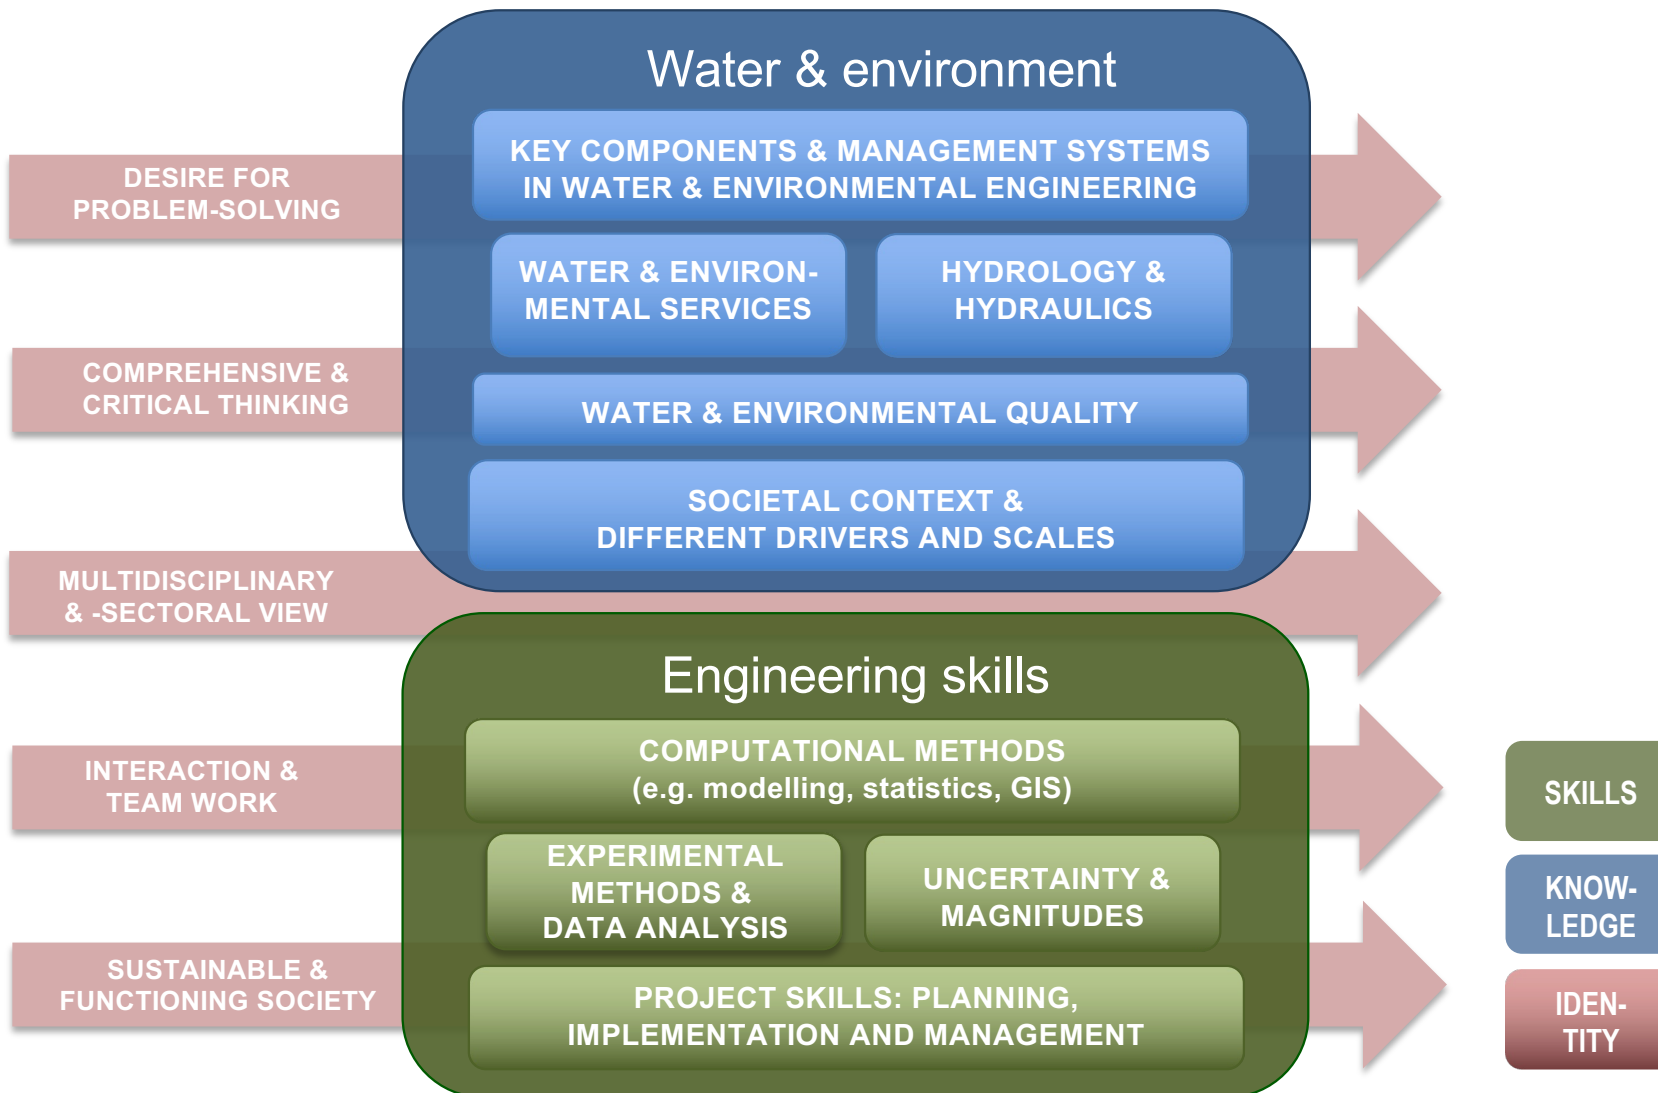 Water & environment
KEY COMPONENTS & MANAGEMENT SYSTEMS
IN WATER & ENVIRONMENTAL ENGINEERING
WATER & ENVIRON-
MENTAL SERVICES
HYDROLOGY &
HYDRAULICS
WATER & ENVIRONMENTAL QUALITY
SOCIETAL CONTEXT &
DIFFERENT DRIVERS AND SCALES
DESIRE FOR
PROBLEM-SOLVING
COMPREHENSIVE &
CRITICAL THINKING
MULTIDISCIPLINARY
& -SECTORAL VIEW
INTERACTION &
TEAM WORK
SUSTAINABLE &
FUNCTIONING SOCIETY
Engineering skills
COMPUTATIONAL METHODS
(e.g. modelling, statistics, GIS)
EXPERIMENTAL
METHODS &
DATA ANALYSIS
UNCERTAINTY &
MAGNITUDES
PROJECT SKILLS: PLANNING,
IMPLEMENTATION AND MANAGEMENT
SKILLS
KNOW-
LEDGE
IDEN-
TITY